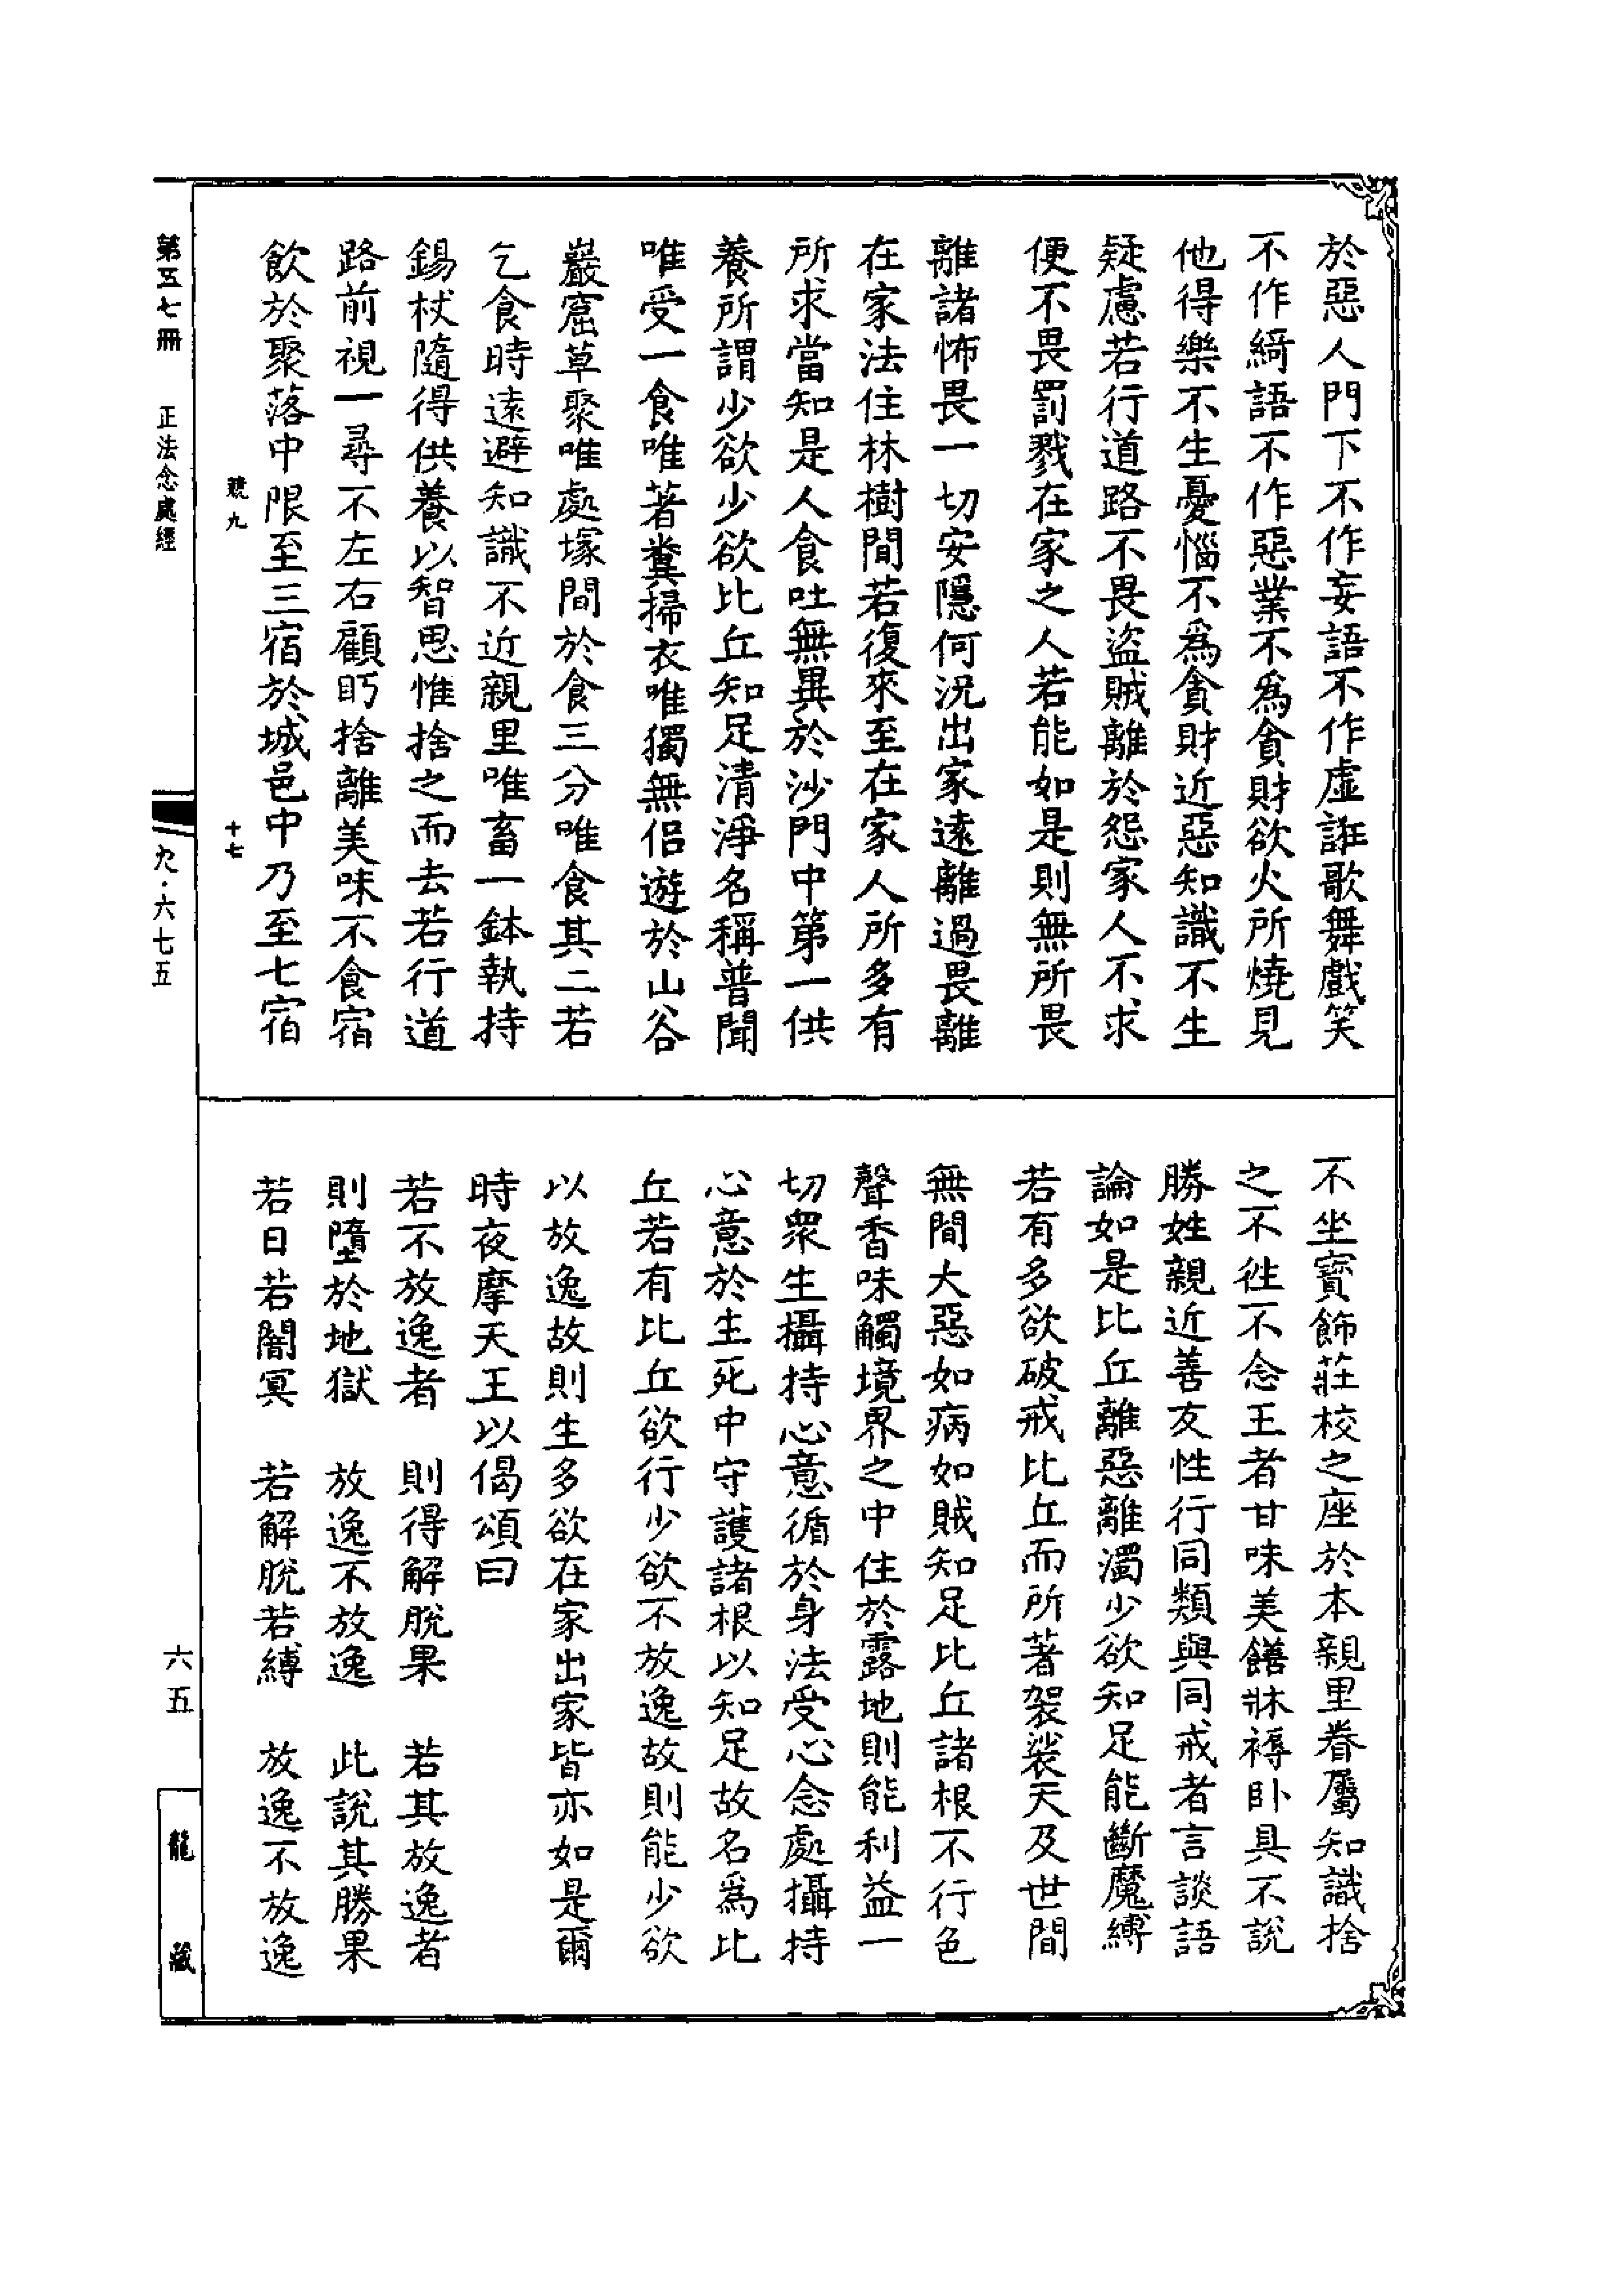 於惡人門下不作妄語不作虛誑歌舞戲笑
不作綺語不作惡業不爲貪財欲火所燒見
他得樂不生憂惱不爲貪財近惡知識不生
疑慮若行道路不畏盜賊離於怨家人不求
便不畏罰戮在家之人若能如是則無所畏
離諸怖畏一切安隱何況出家遠離過畏離
在家法住林樹間若復來至在家人所多有
所求當知是人食吐無異於沙門中第一供
養所謂少欲少欲比丘知足清淨名稱普聞
唯受一食唯著糞掃衣唯獨無侶遊於山谷
巖窟草聚唯處塚間於食三分唯食其二若
乞食時遠避知識不近親里唯畜一鉢執持
錫杖隨得供養以智思惟捨之而去若行道
路前視一尋不左右顧眄捨離美味不食宿
飲於聚落中限至三宿於城邑中乃至七宿
競九 十七
不坐寶飾莊校之座於本親里眷屬知識捨
之不徃不念王者甘味美饍牀褥卧具不說
勝姓親近善友性行同類與同戒者言談語
論如是比丘離惡離濁少欲知足能斷魔縛
若有多欲破戒比丘而所著袈裟天及世間
無間大惡如病如賊知足比丘諸根不行色
聲香味觸境界之中住於露地則能利益一
切衆生攝持心意循於身法受心念處攝持
心意於生死中守護諸根以知足故名爲比
丘若有比丘欲行少欲不放逸故則能少欲
以放逸故則生多欲在家出家皆亦如是爾
時夜摩天王以偈頌曰
若不放逸者 則得解脫果 若其放逸者
則墮於地獄 放逸不放逸 此說其勝果
若日若闇冥 若解脫若縛 放逸不放逸
第五七冊 正法念處經 九·六七五 六五 龍藏